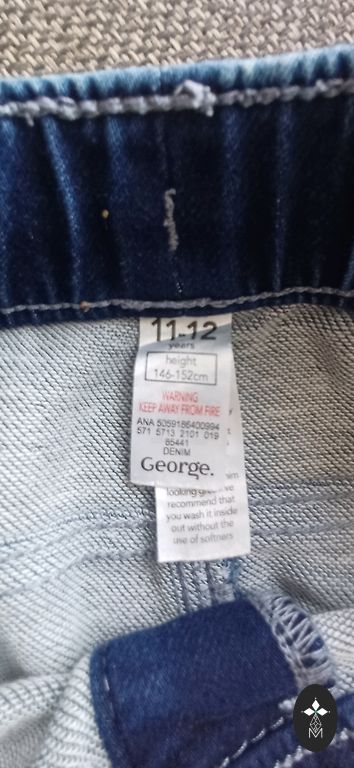 11-12
years
height
146-152cm
WARNING
KEEP AWAY FROM FIRE
ANA 5059186400994
571 5713 2101 019
85441
DENIM
George.
looking
recommend that
you wash it inside
out without the
use of softners
M